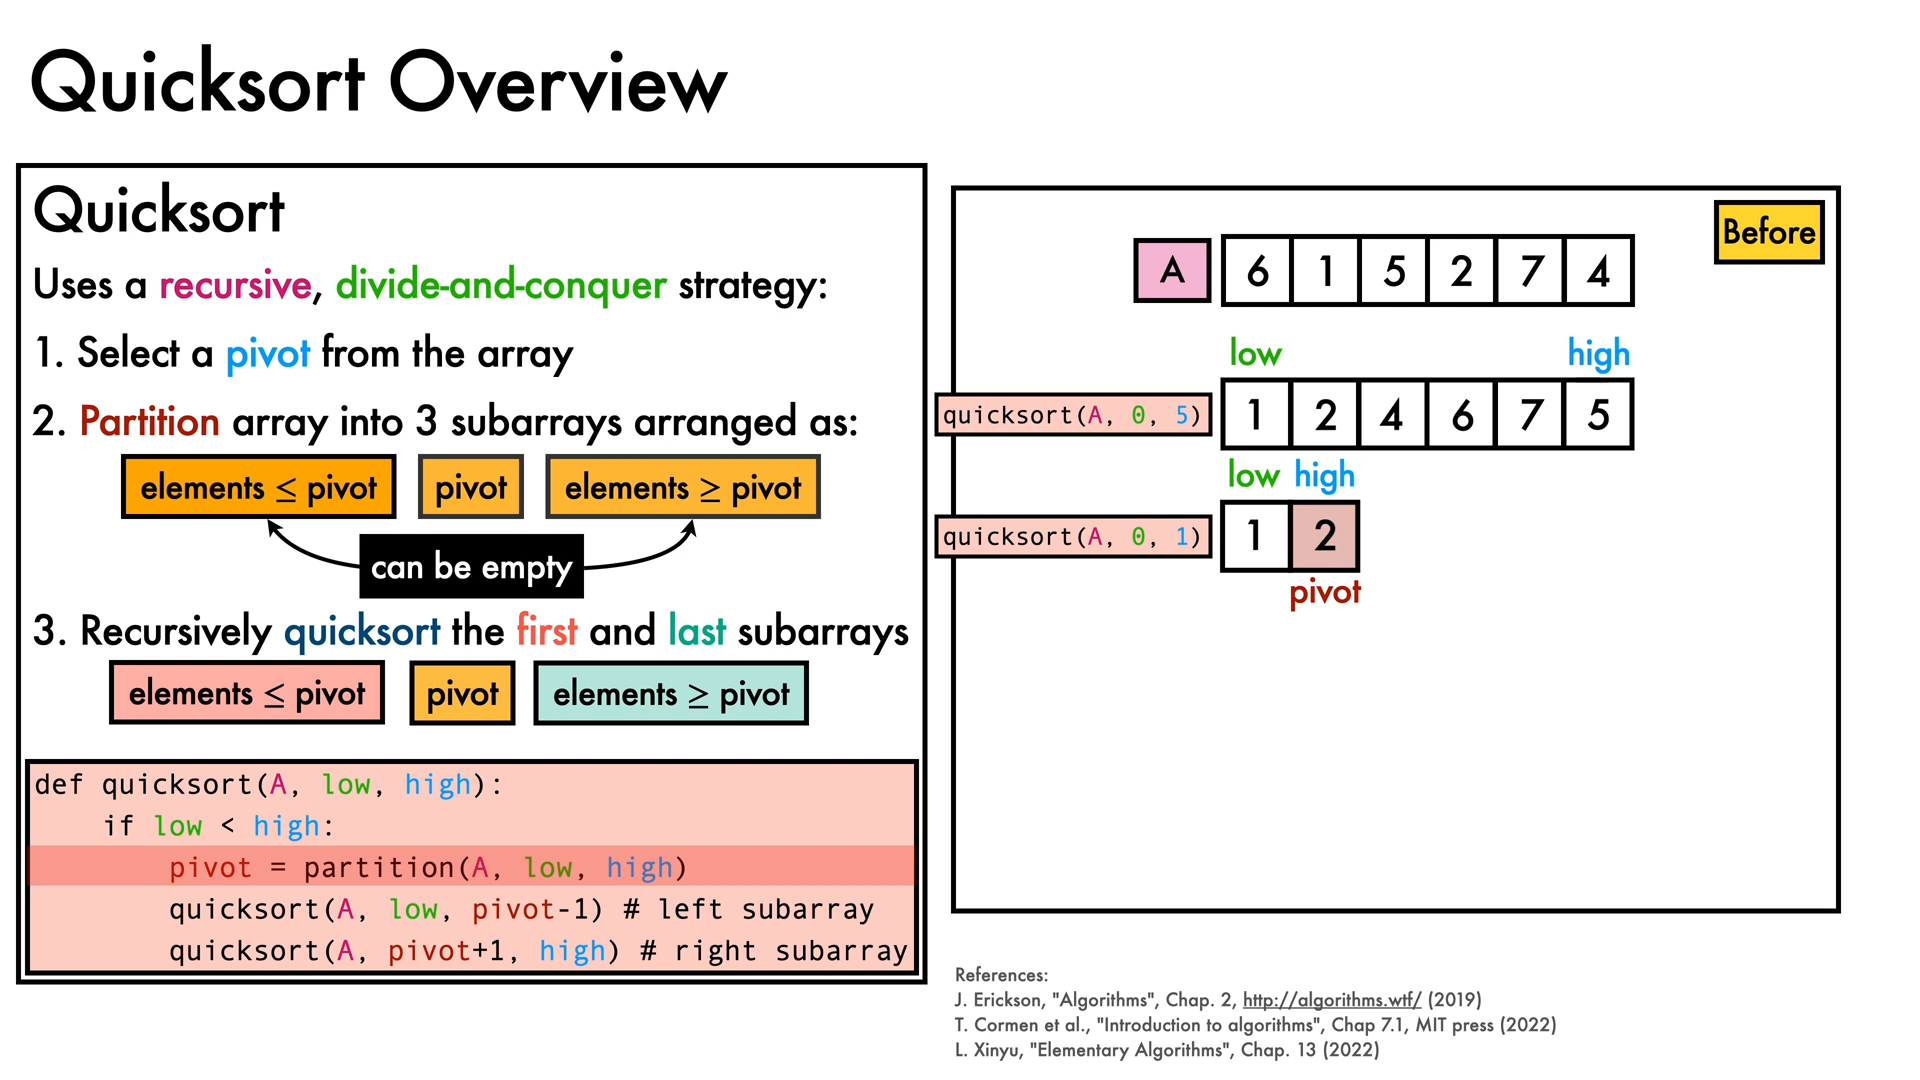 Quicksort Overview
Quicksort
Uses a recursive, divide-and-conquer strategy:
1. Select a pivot from the array
2. Partition array into 3 subarrays arranged as:
elements ≤ pivot pivot elements ≥ pivot
can be empty
3. Recursively quicksort the first and last subarrays
elements ≤ pivot pivot elements ≥ pivot
def quicksort(A, low, high):
    if low < high:
        pivot = partition(A, low, high)
        quicksort(A, low, pivot-1) # left subarray
        quicksort(A, pivot+1, high) # right subarray
Before
A 6 1 5 2 7 4
low high
quicksort(A, 0, 5) 1 2 4 6 7 5
low high
quicksort(A, 0, 1) 1 2
pivot
References:
J. Erickson, "Algorithms", Chap. 2, http://algorithms.wtf/ (2019)
T. Cormen et al., "Introduction to algorithms", Chap 7.1, MIT press (2022)
L. Xinyu, "Elementary Algorithms", Chap. 13 (2022)